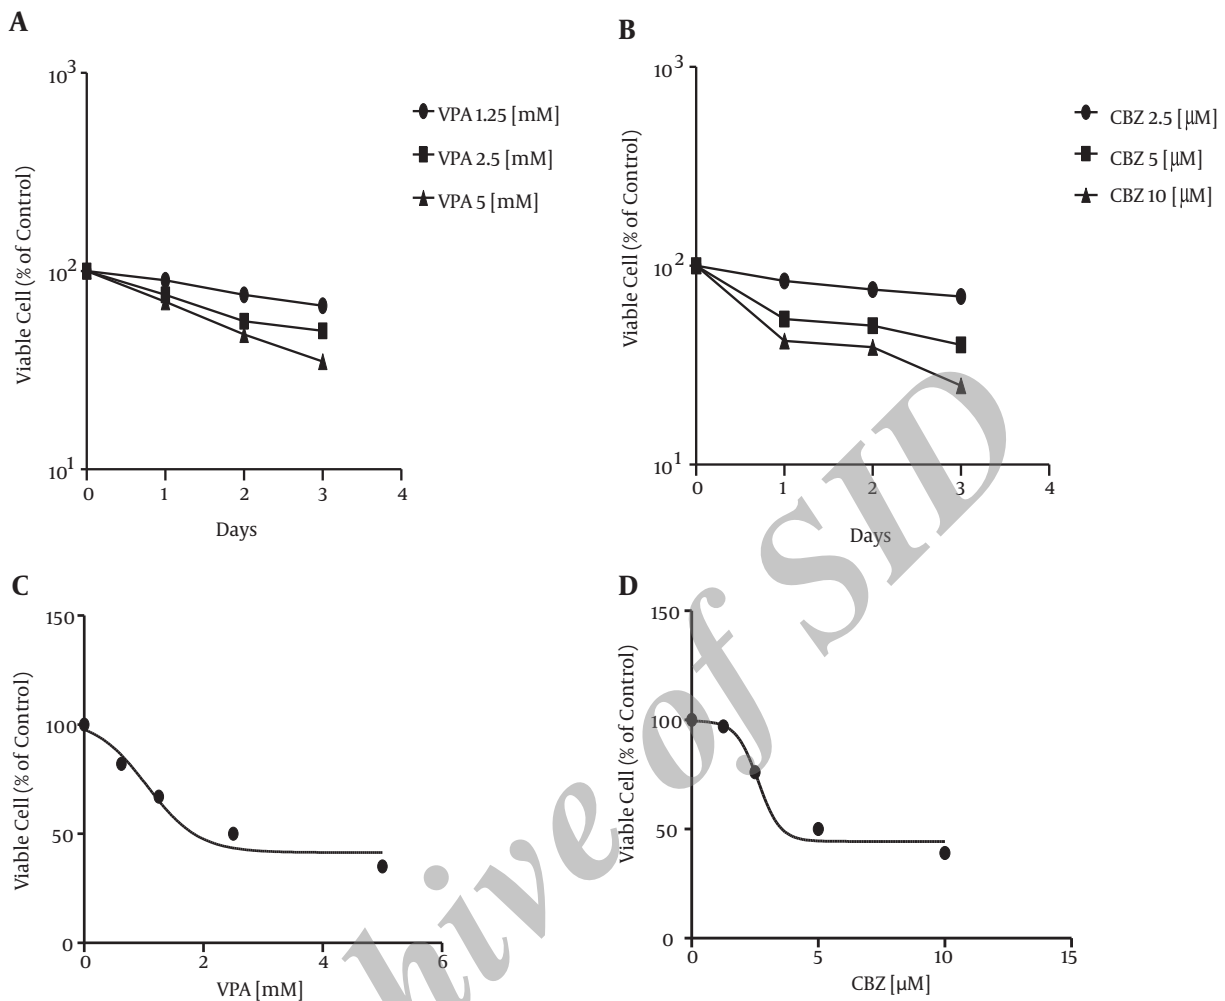 A
10³
10²
10¹
0 1 2 3 4
Viable Cell (% of Control)
Days
VPA 1.25 [mM]
VPA 2.5 [mM]
VPA 5 [mM]
B
10³
10²
10¹
0 1 2 3 4
Viable Cell (% of Control)
Days
CBZ 2.5 [µM]
CBZ 5 [µM]
CBZ 10 [µM]
C
150
100
50
0
0 2 4 6
Viable Cell (% of Control)
VPA [mM]
D
150
100
50
0
0 5 10 15
Viable Cell (% of Control)
CBZ [µM]
hive of SID